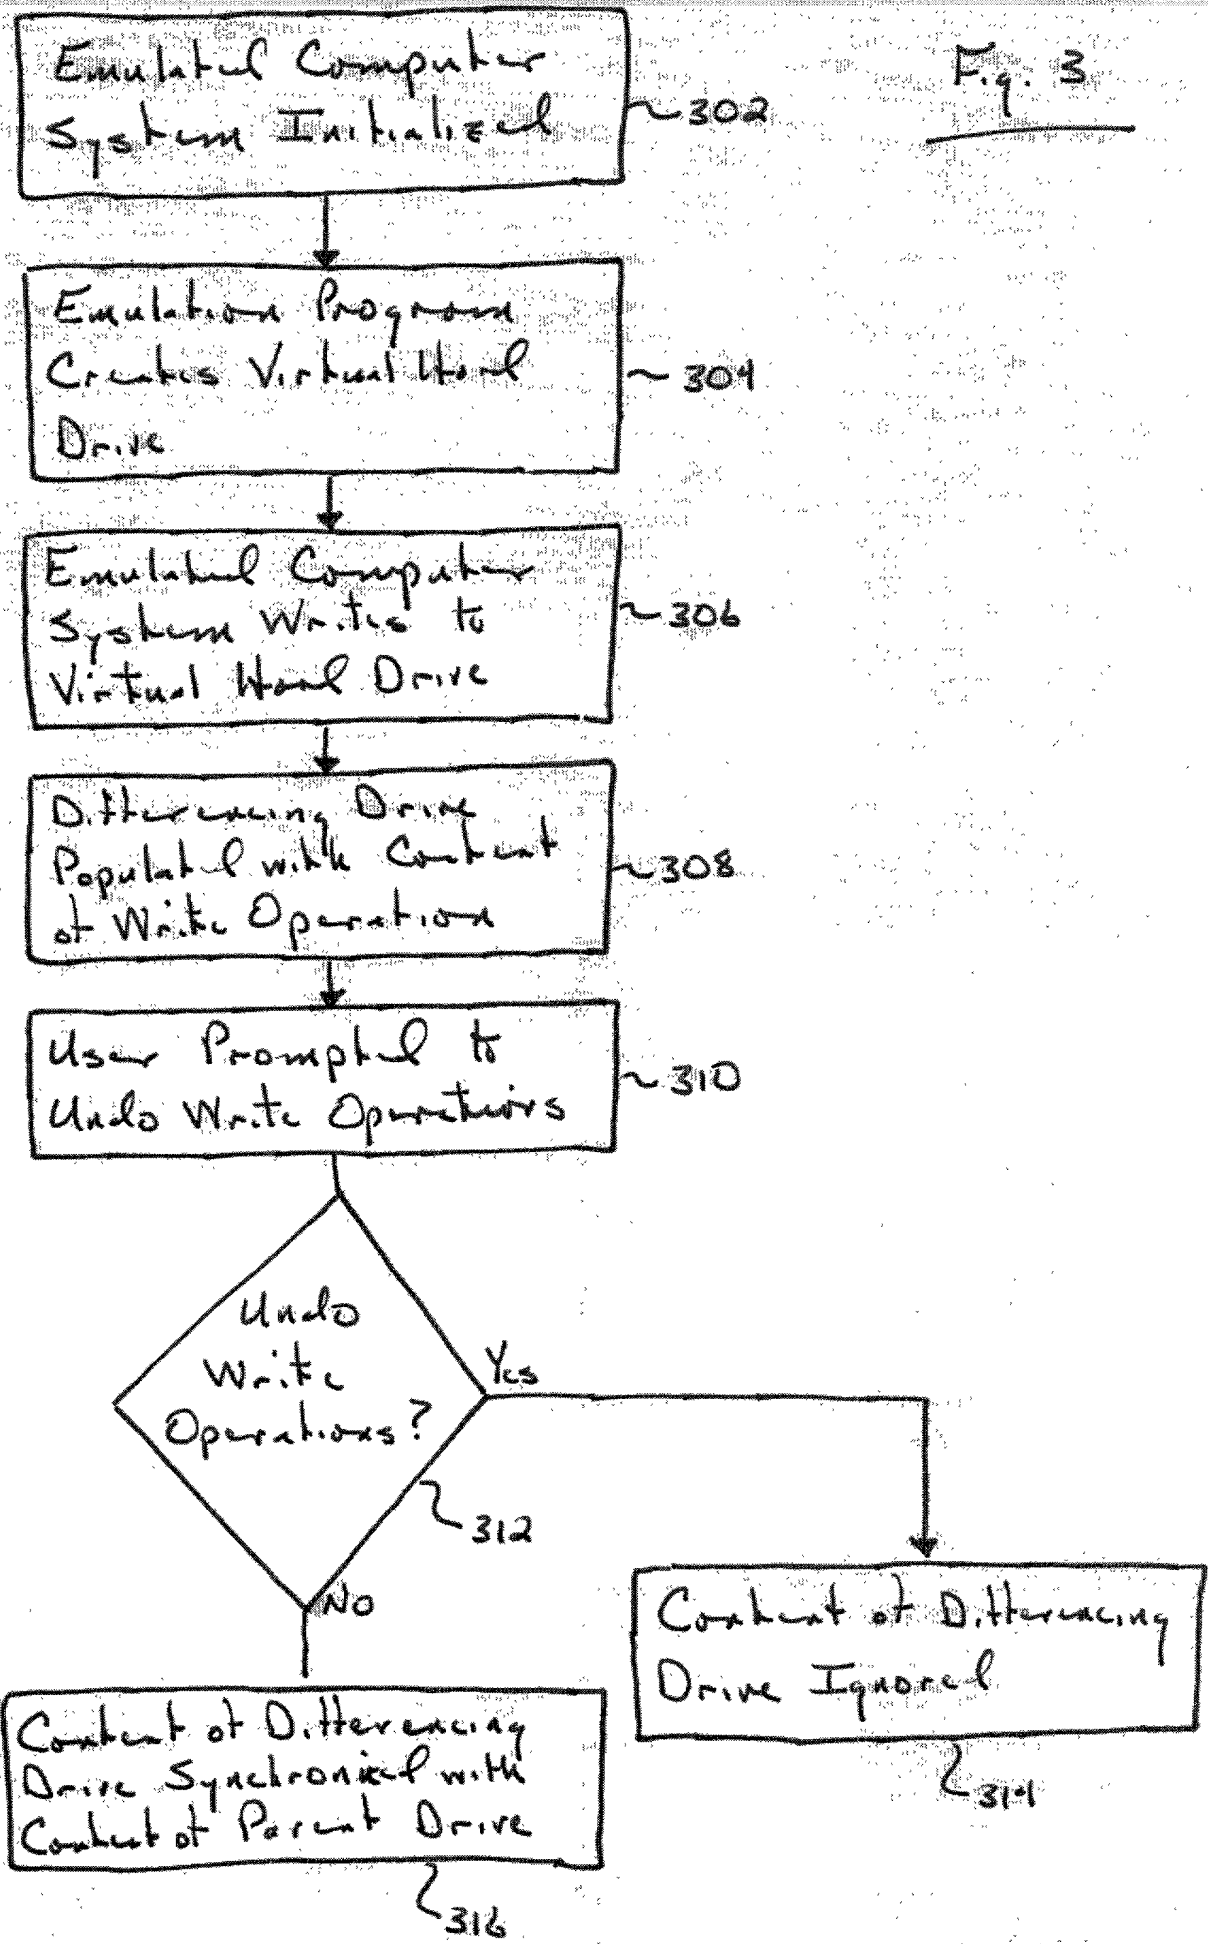 Emulated Computer
System Initialized
302
Fig. 3
Emulation Program
Creates Virtual Hard
Drive
304
Emulated Computer
System Writes to
Virtual Hard Drive
306
Differencing Drive
Populated with Content
of Write Operation
308
User Prompted to
Undo Write Operations
310
Undo
Write
Operations?
Yes
312
No
Content of Differencing
Drive Ignored
314
Content of Differencing
Drive Synchronized with
Content of Parent Drive
316